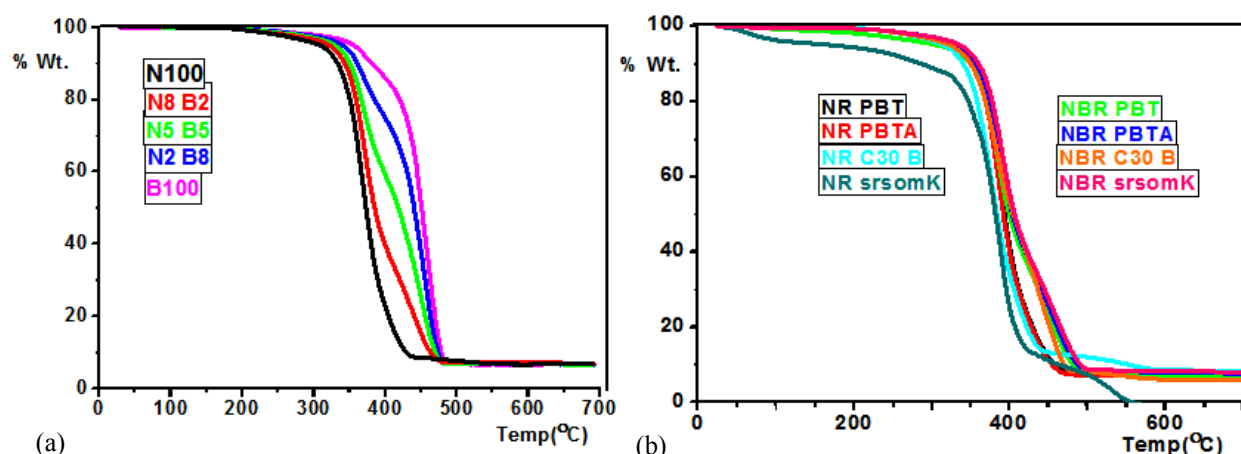 100
% Wt.
80
60
40
20
0
N100
N8 B2
N5 B5
N2 B8
B100
0 100 200 300 400 500 600 700
Temp(°C)
(a)
100
% Wt.
80
60
40
20
0
NR PBT
NR PBTA
NR C30 B
NR srsomK
NBR PBT
NBR PBTA
NBR C30 B
NBR srsomK
0 200 400 600
Temp(°C)
(b)